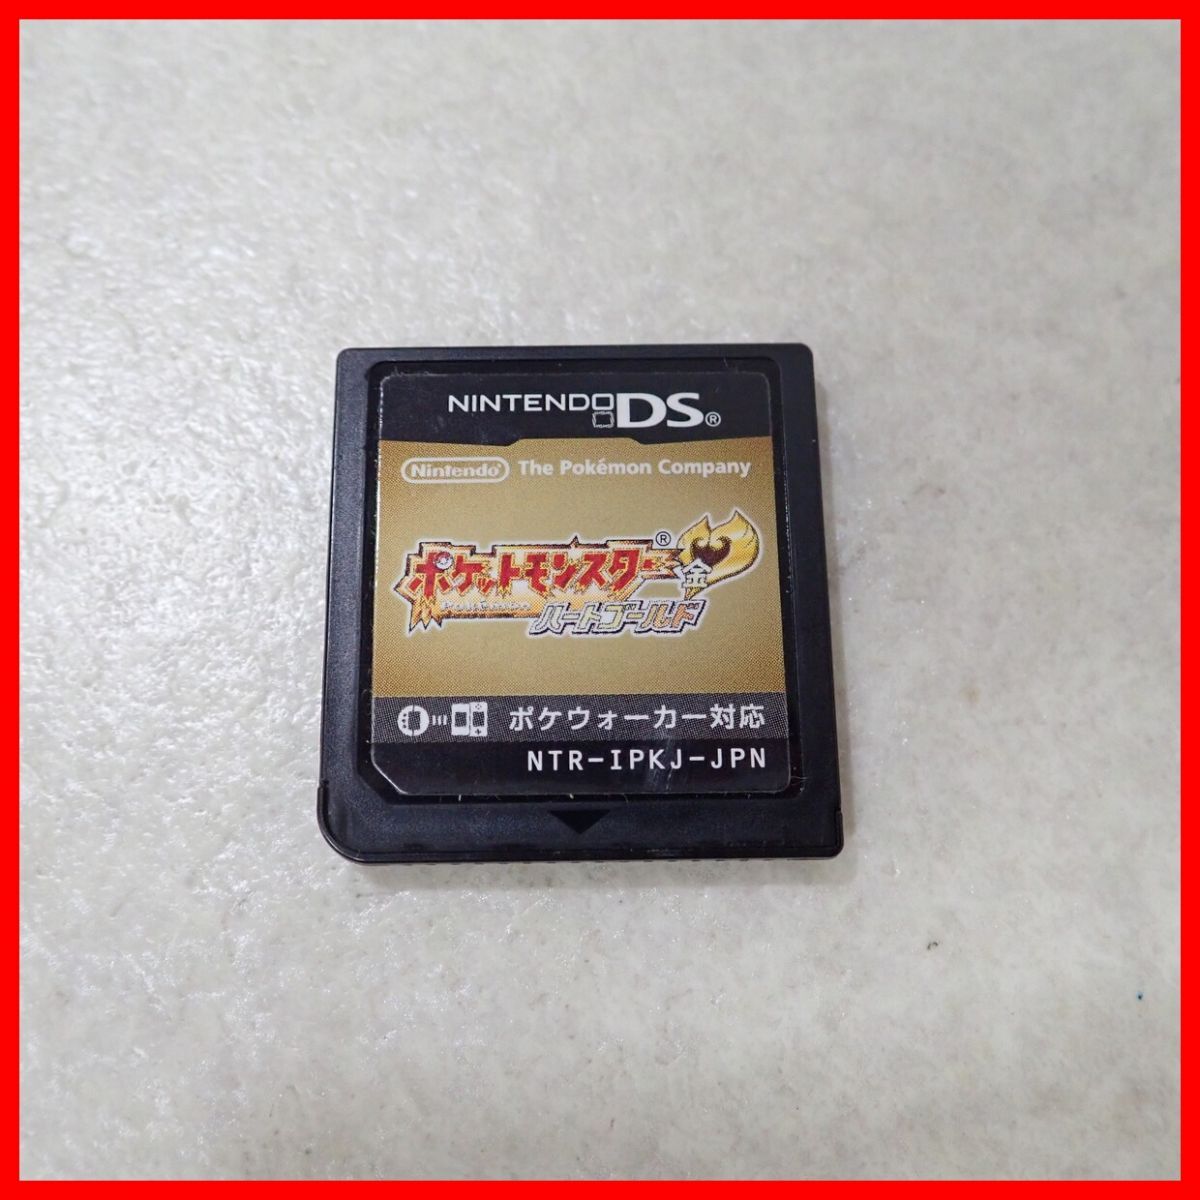 NINTENDO DS®
Nintendo® The Pokémon Company
ポケットモンスター®
金
ハートゴールド
ポケウォーカー対応
NTR-IPKJ-JPN